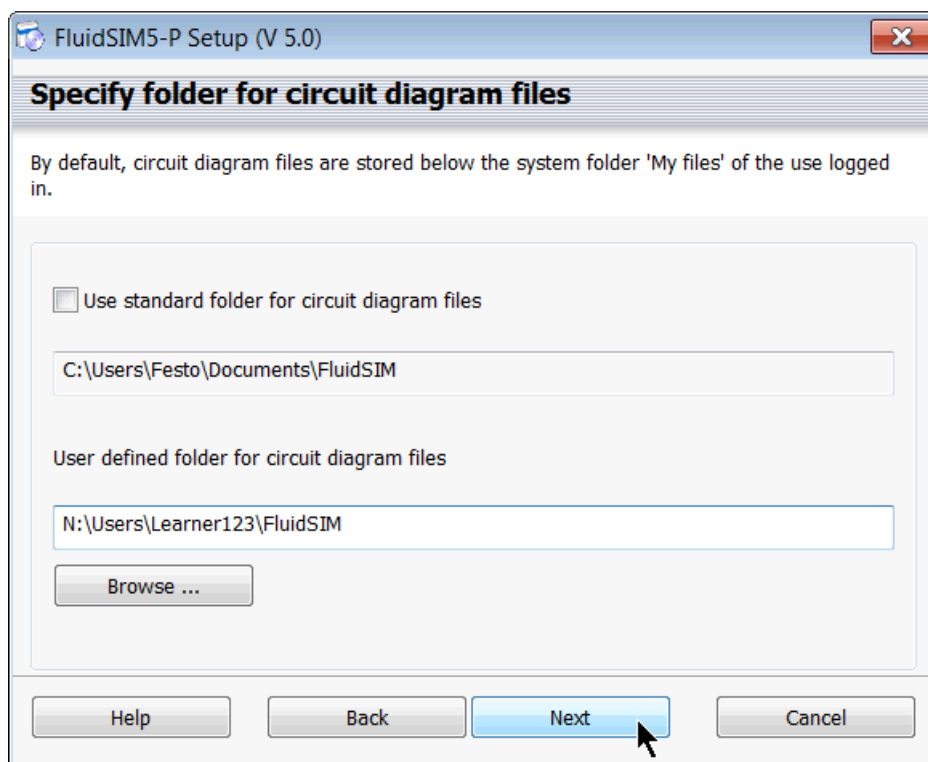 FluidSIM5-P Setup (V 5.0)
Specify folder for circuit diagram files
By default, circuit diagram files are stored below the system folder 'My files' of the use logged
in.
Use standard folder for circuit diagram files
C:\Users\Festo\Documents\FluidSIM
User defined folder for circuit diagram files
N:\Users\Learner123\FluidSIM
Browse ...
Help Back Next Cancel